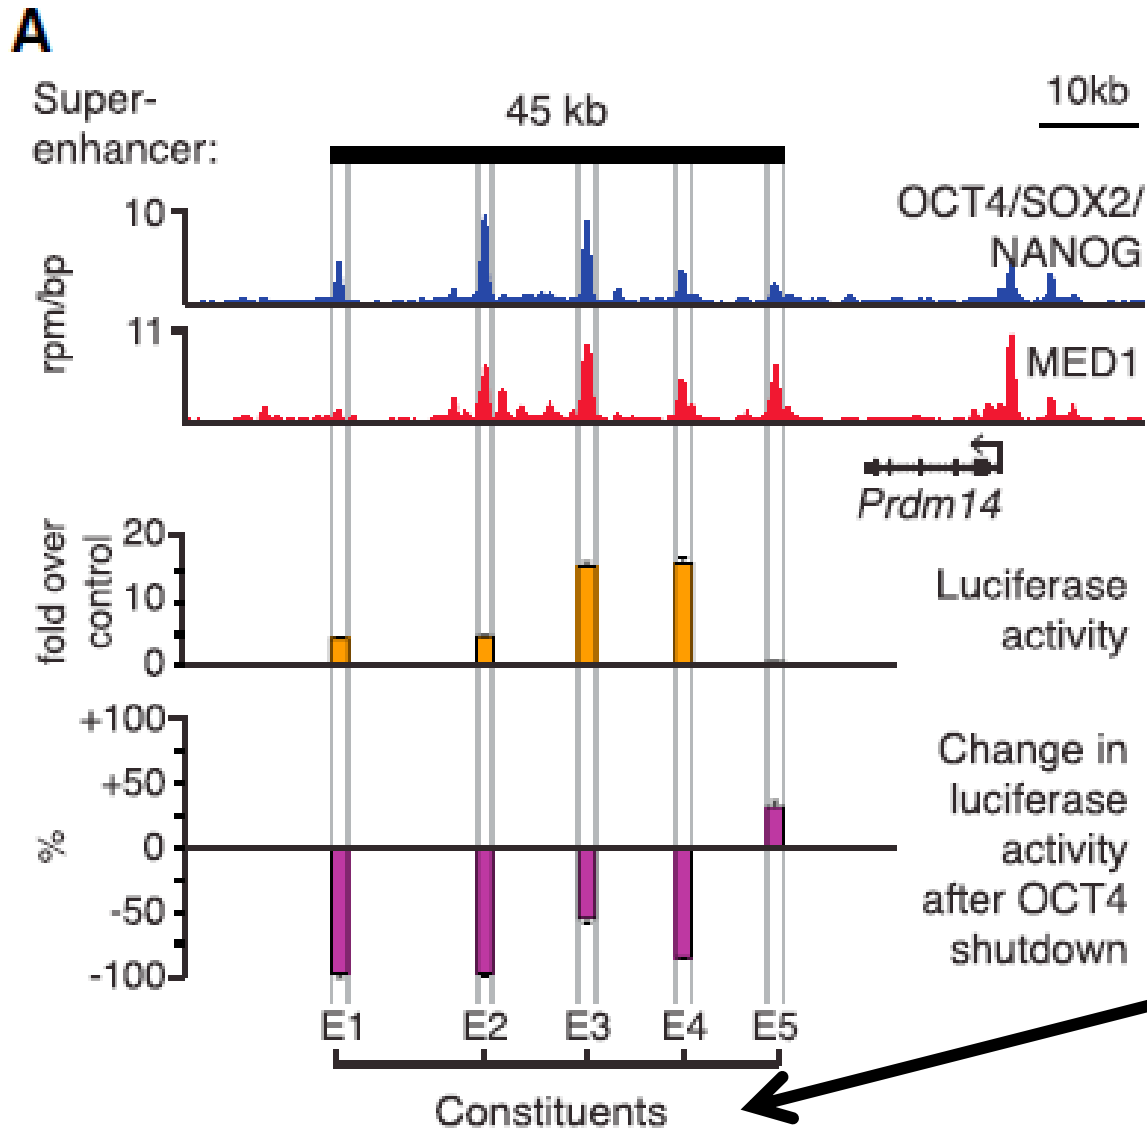 A
Super-
enhancer:
45 kb
10kb
OCT4/SOX2/
NANOG
10
rpm/bp
11
MED1
Prdm14
fold over
control
20
10
0
Luciferase
activity
+100
+50
0
-50
-100
%
Change in
luciferase
activity
after OCT4
shutdown
E1 E2 E3 E4 E5
Constituents